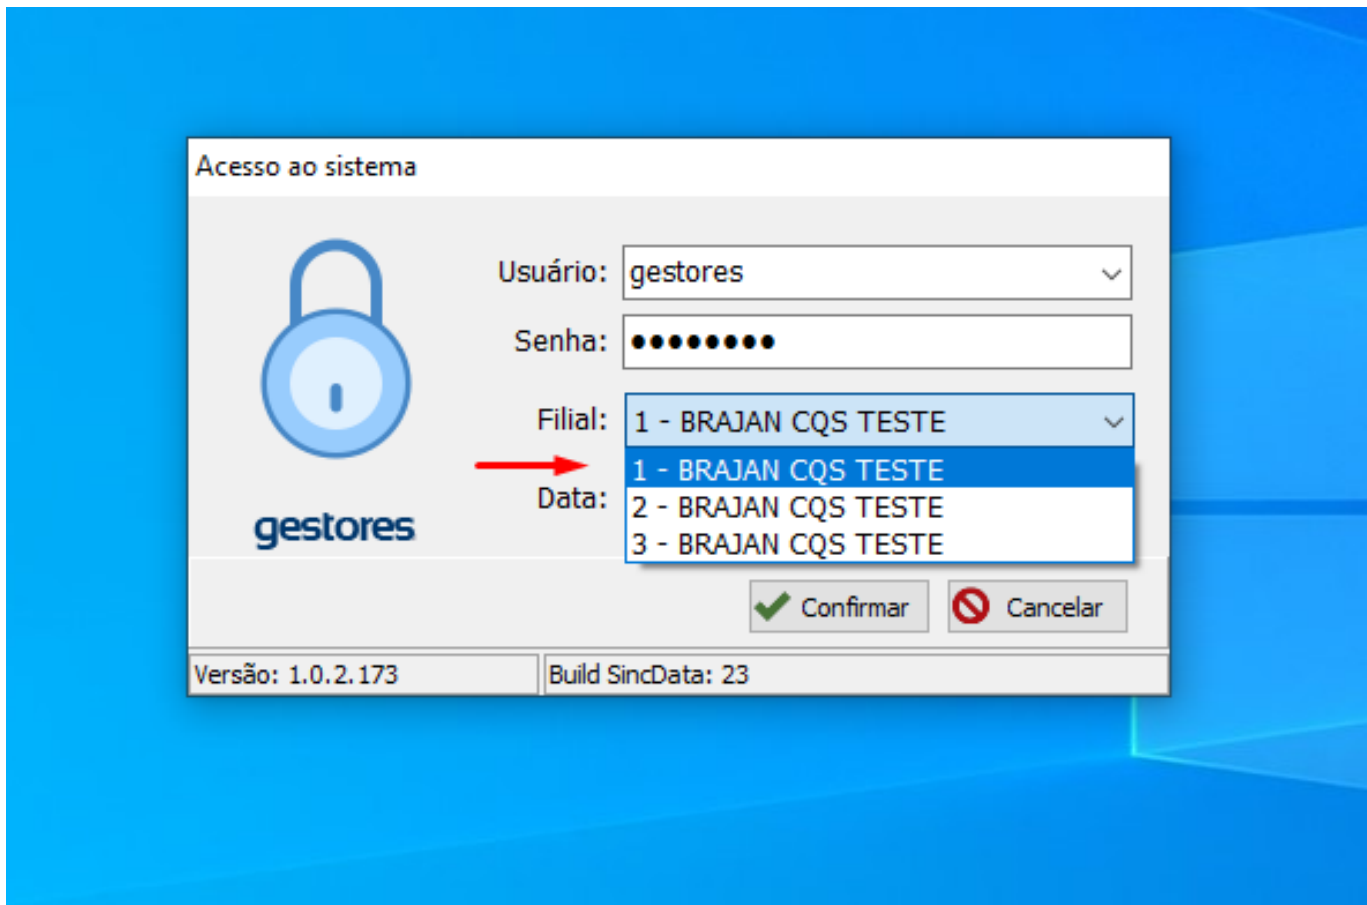 Acesso ao sistema
Usuário: gestores
Senha: ●●●●●●●●
Filial: 1 - BRAJAN CQS TESTE
1 - BRAJAN CQS TESTE
Data:
2 - BRAJAN CQS TESTE
3 - BRAJAN CQS TESTE
gestores
Confirmar Cancelar
Versão: 1.0.2.173 Build SincData: 23